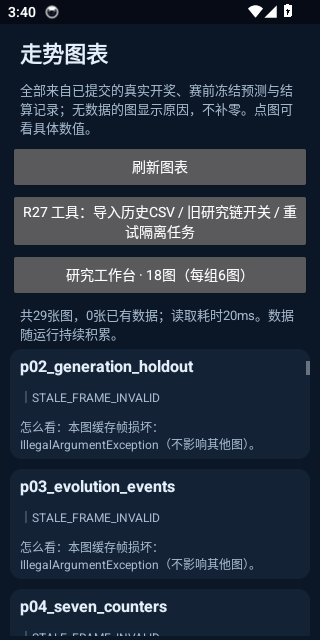 3:40
走势图表
全部来自已提交的真实开奖、赛前冻结预测与结
算记录；无数据的图显示原因，不补零。点图可
看具体数值。
刷新图表
R27 工具：导入历史CSV / 旧研究链开关 / 重
试隔离任务
研究工作台 · 18图（每组6图）
共29张图，0张已有数据；读取耗时20ms。数据
随运行持续积累。
p02_generation_holdout
｜STALE_FRAME_INVALID
怎么看：本图缓存帧损坏：
IllegalArgumentException（不影响其他图）。
p03_evolution_events
｜STALE_FRAME_INVALID
怎么看：本图缓存帧损坏：
IllegalArgumentException（不影响其他图）。
p04_seven_counters
｜STALE_FRAME_INVALID